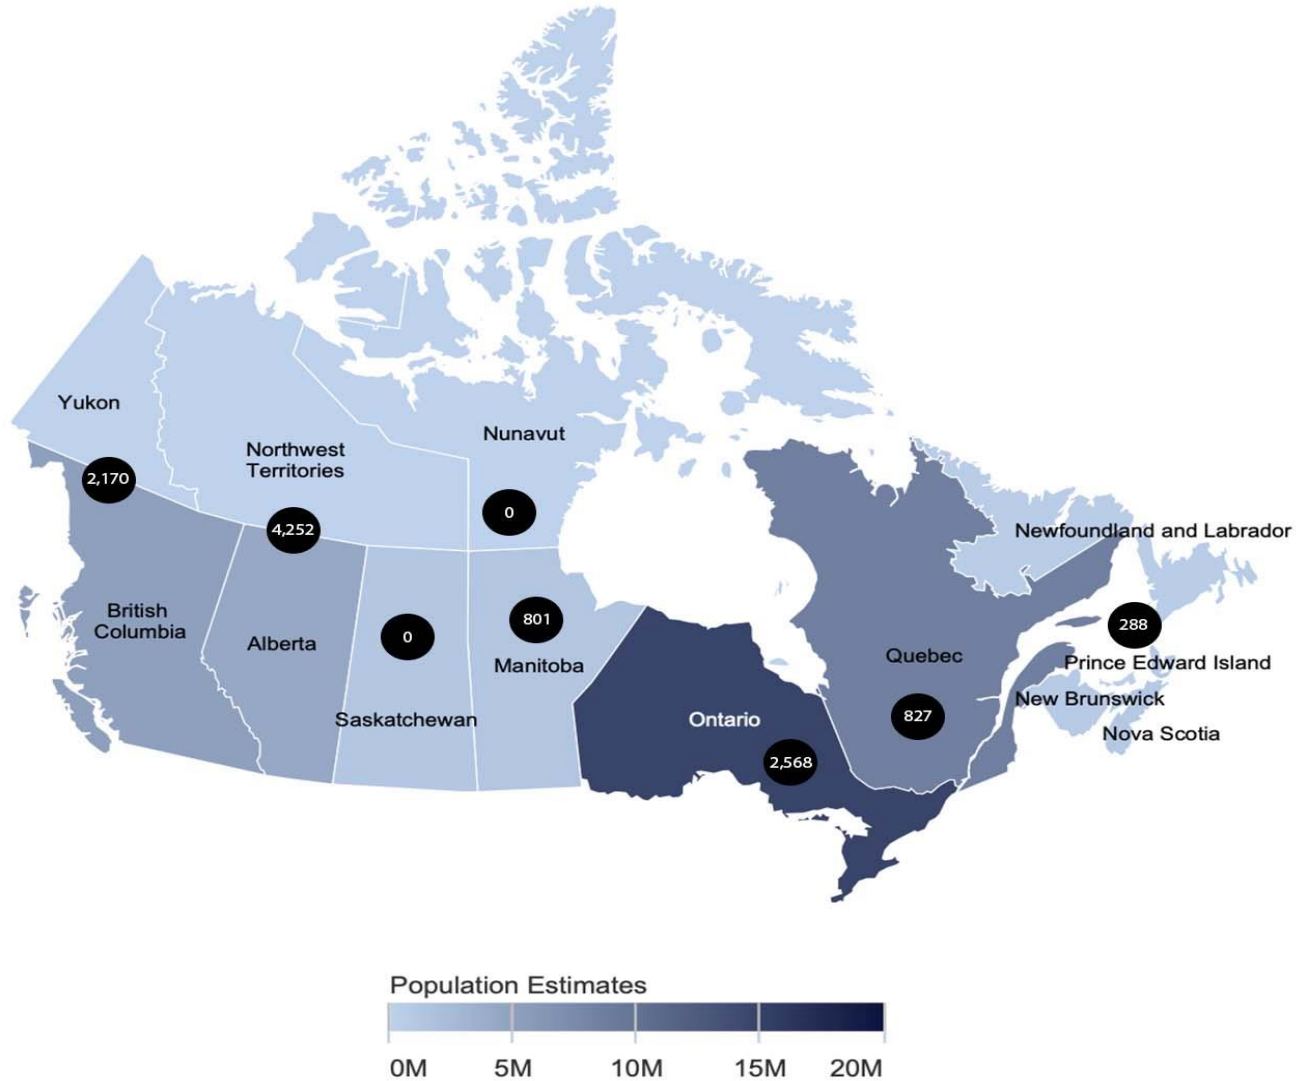 Yukon
Nunavut
Northwest
Territories
2,170
0
4,252
Newfoundland and Labrador
British
Columbia
Alberta
0
801
Manitoba
288
Quebec
Prince Edward Island
New Brunswick
Saskatchewan
Ontario
827
Nova Scotia
2,568
Population Estimates
0M 5M 10M 15M 20M